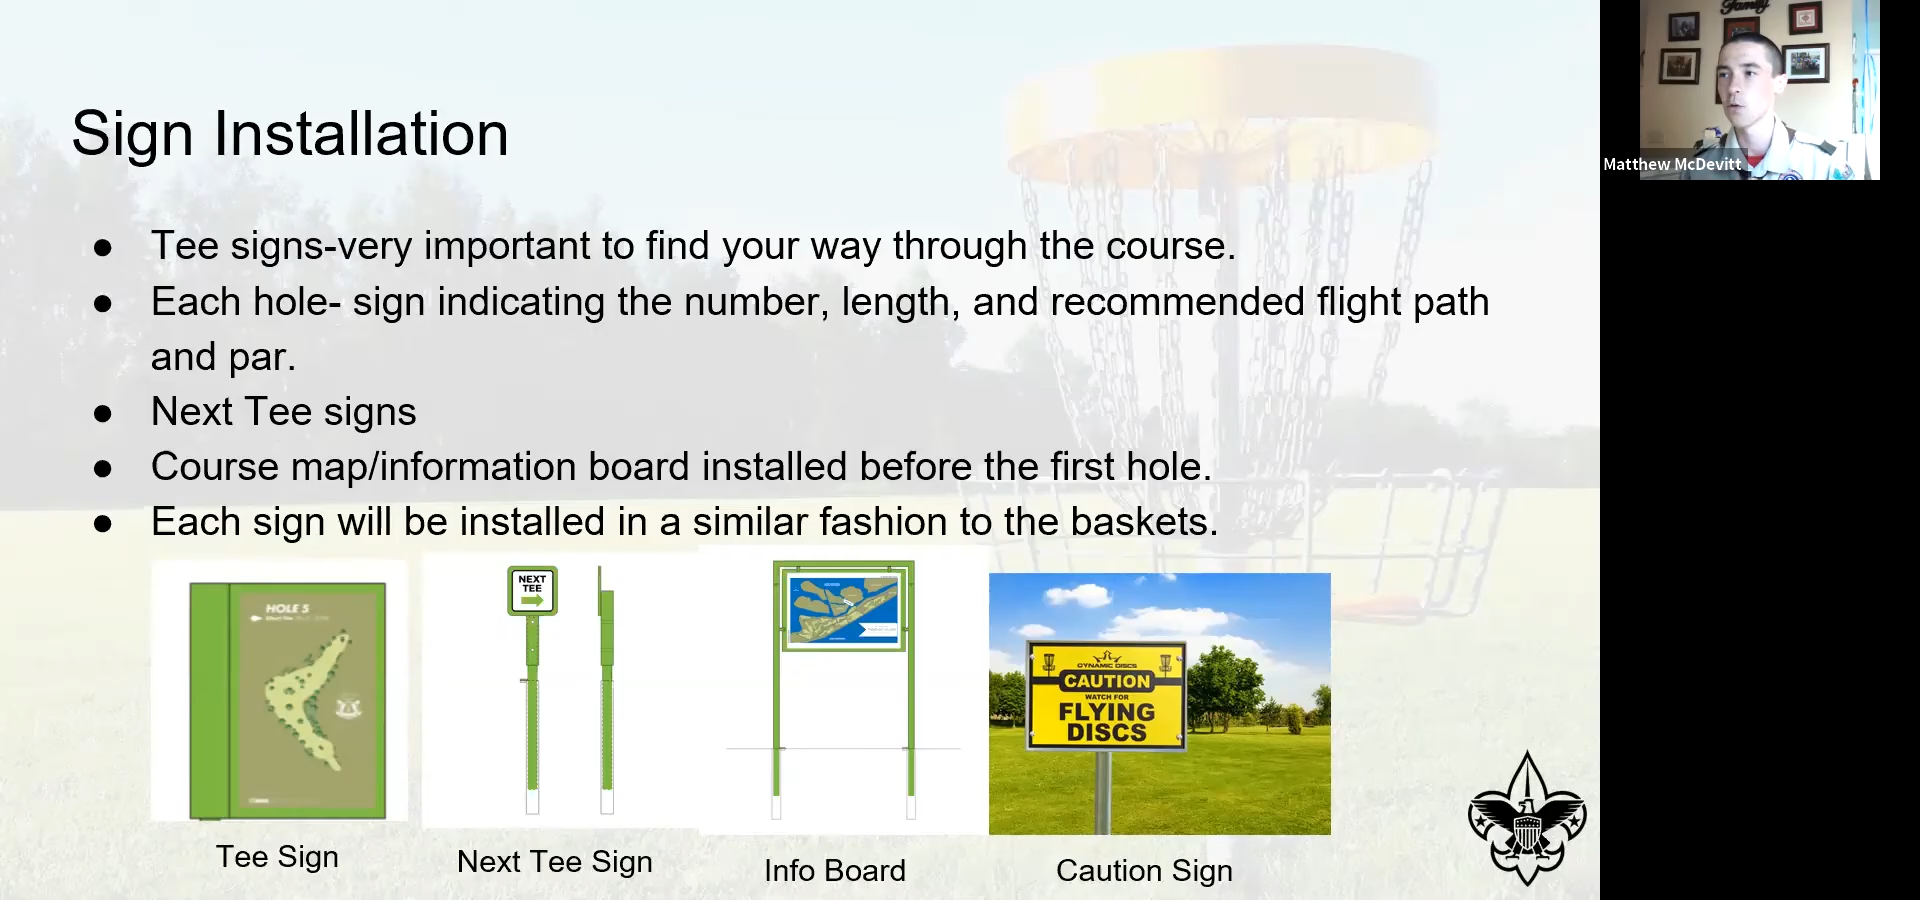 Family
Sign Installation
Matthew McDevitt
● Tee signs-very important to find your way through the course.
● Each hole- sign indicating the number, length, and recommended flight path
and par.
● Next Tee signs
● Course map/information board installed before the first hole.
● Each sign will be installed in a similar fashion to the baskets.
HOLE 5
NEXT
TEE
DYNAMIC DISCS
CAUTION
WATCH FOR
FLYING
DISCS
Tee Sign
Next Tee Sign
Info Board
Caution Sign